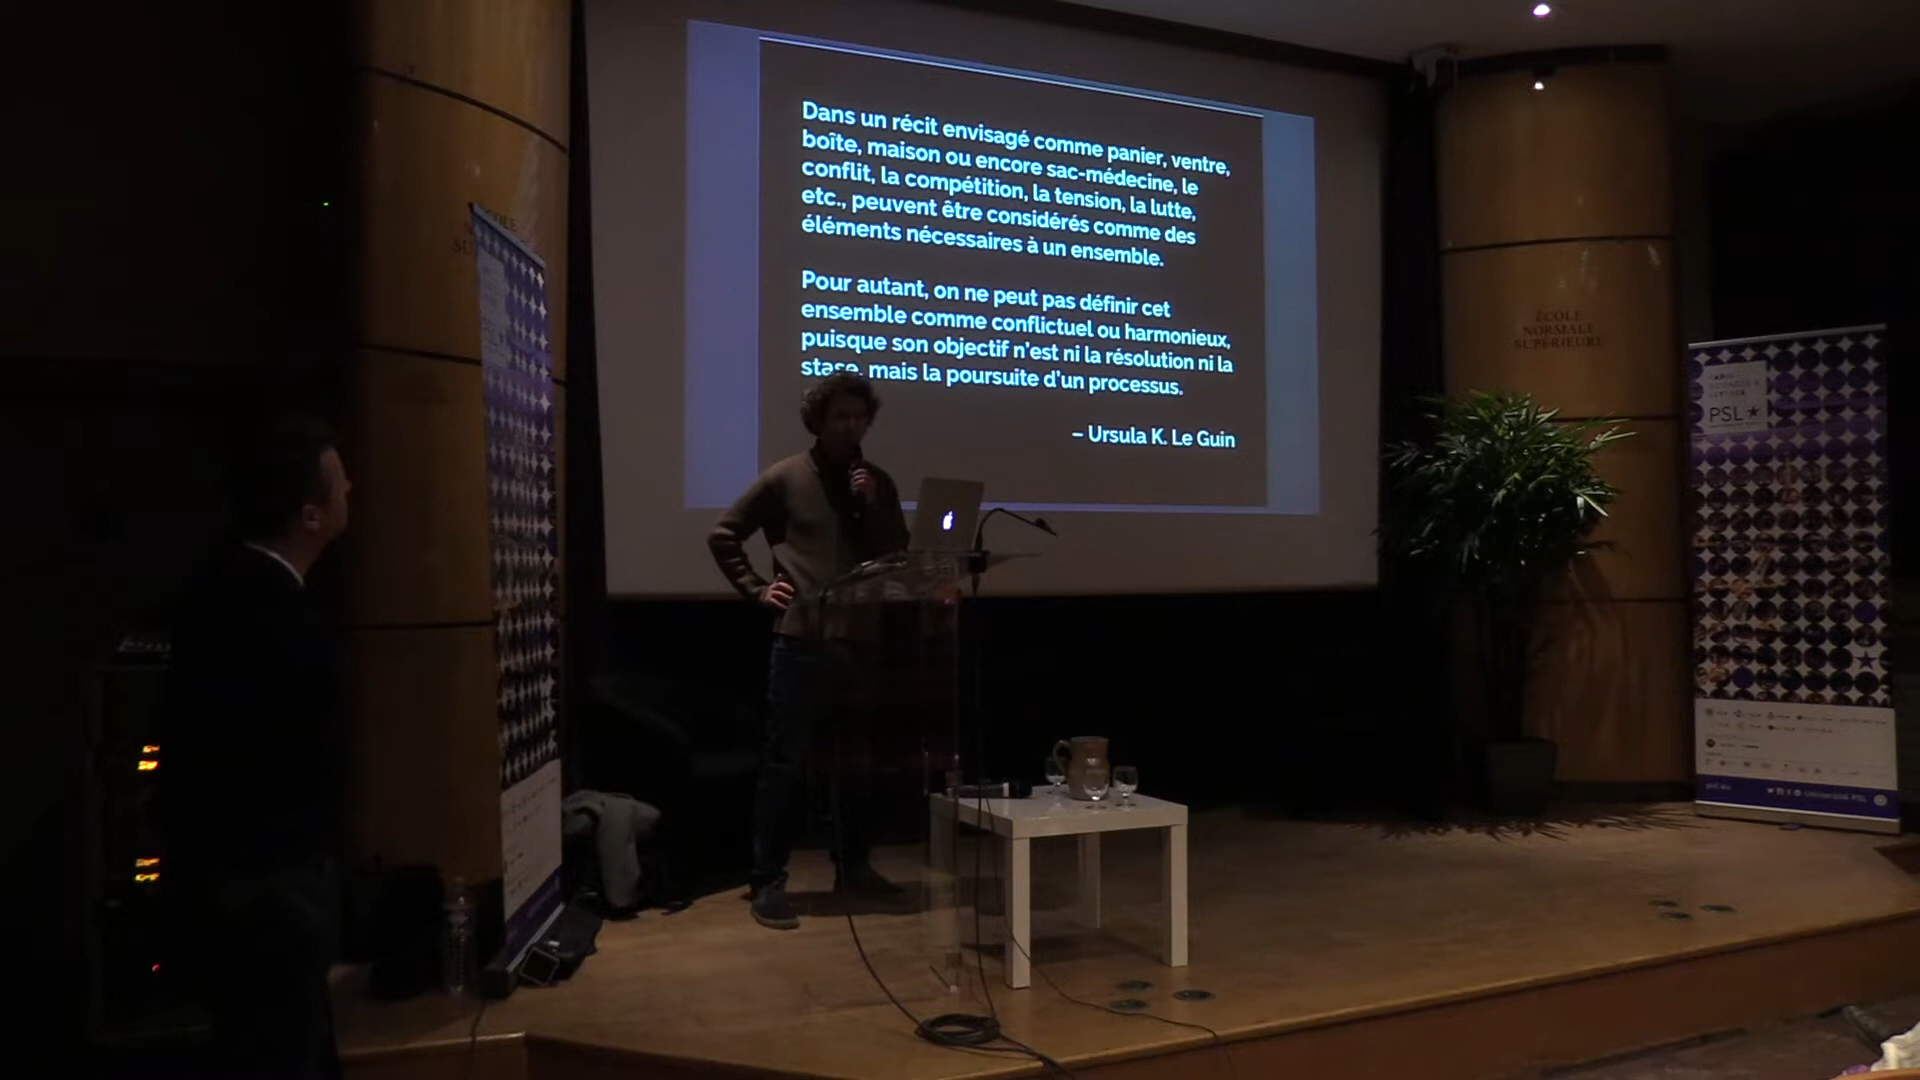 Dans un récit envisagé comme panier, ventre,
boîte, maison ou encore sac-médecine, le
conflit, la compétition, la tension, la lutte,
etc., peuvent être considérés comme des
éléments nécessaires à un ensemble.
Pour autant, on ne peut pas définir cet
ensemble comme conflictuel ou harmonieux,
puisque son objectif n'est ni la résolution ni la
stase, mais la poursuite d'un processus.
– Ursula K. Le Guin
ÉCOLE
NORMALE
SUPÉRIEURE
PSL★